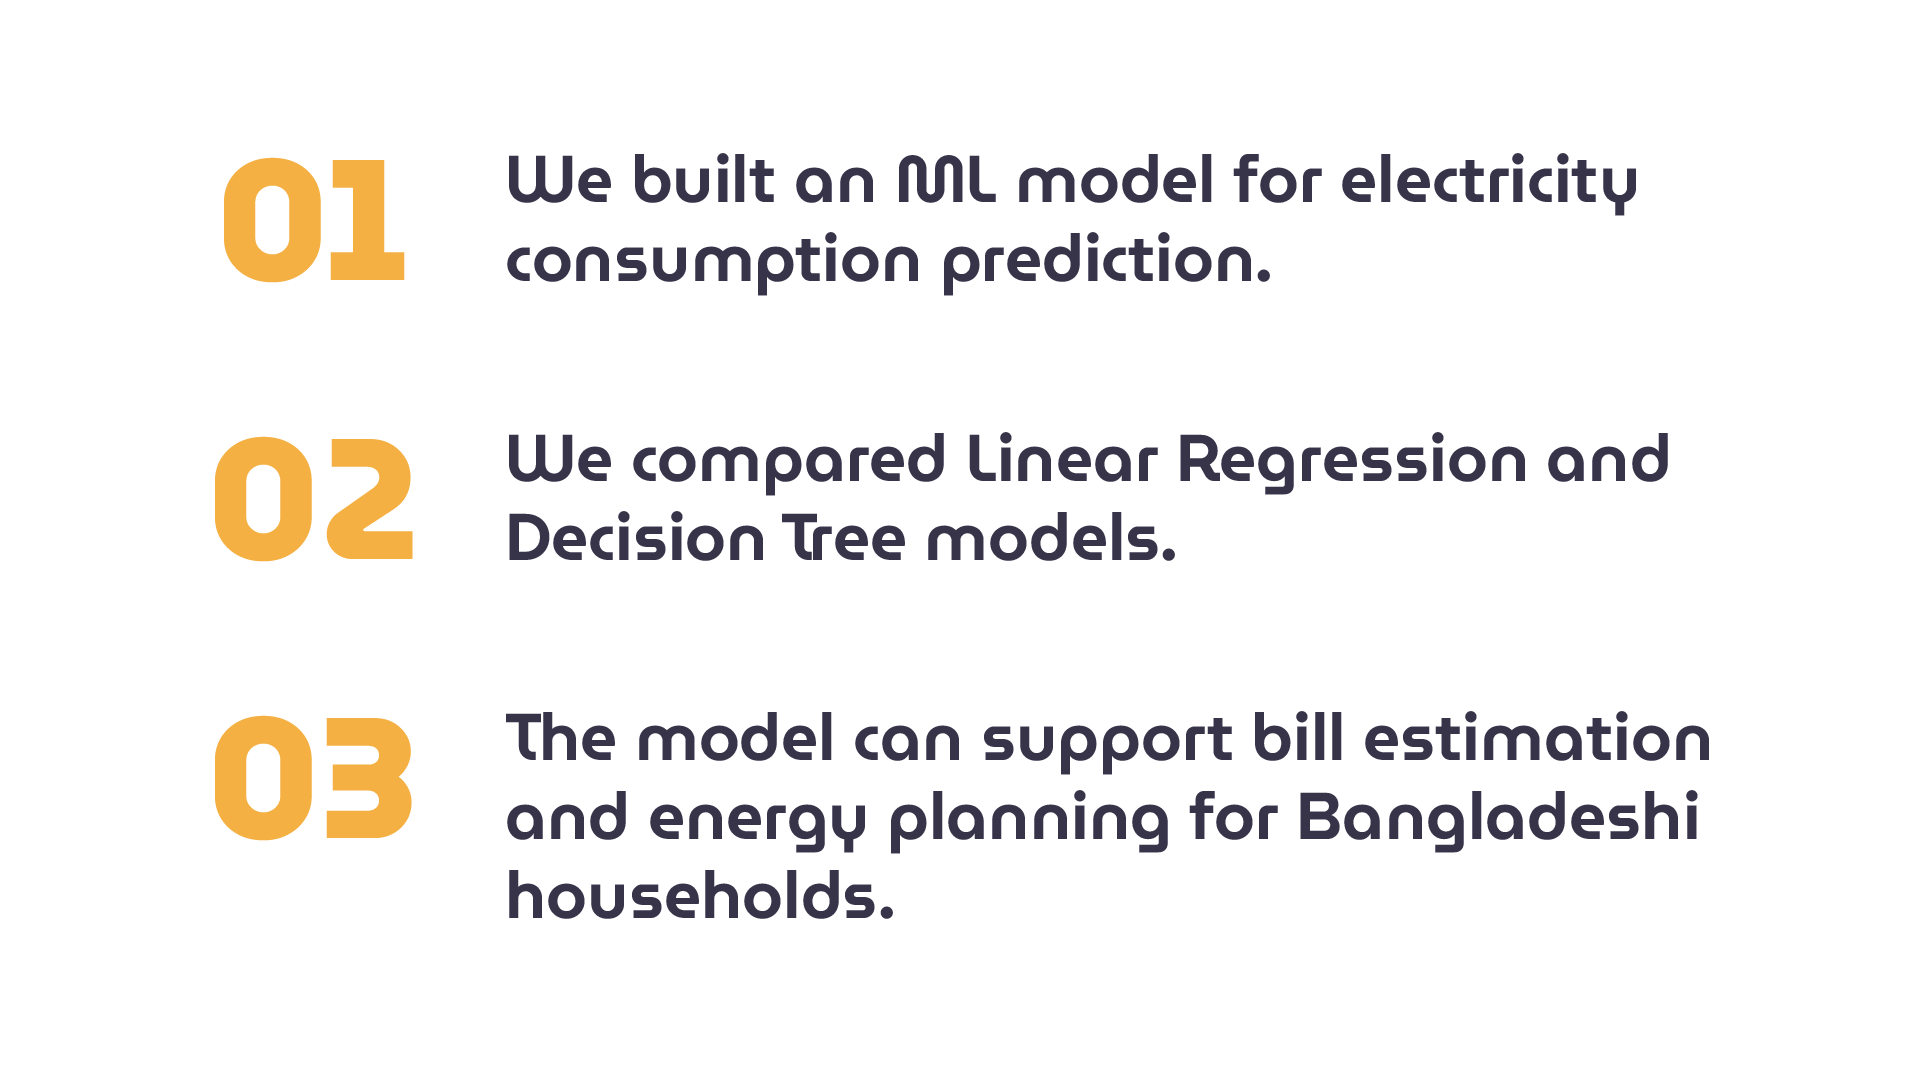 01
We built an ML model for electricity
consumption prediction.
02
We compared Linear Regression and
Decision Tree models.
03
The model can support bill estimation
and energy planning for Bangladeshi
households.